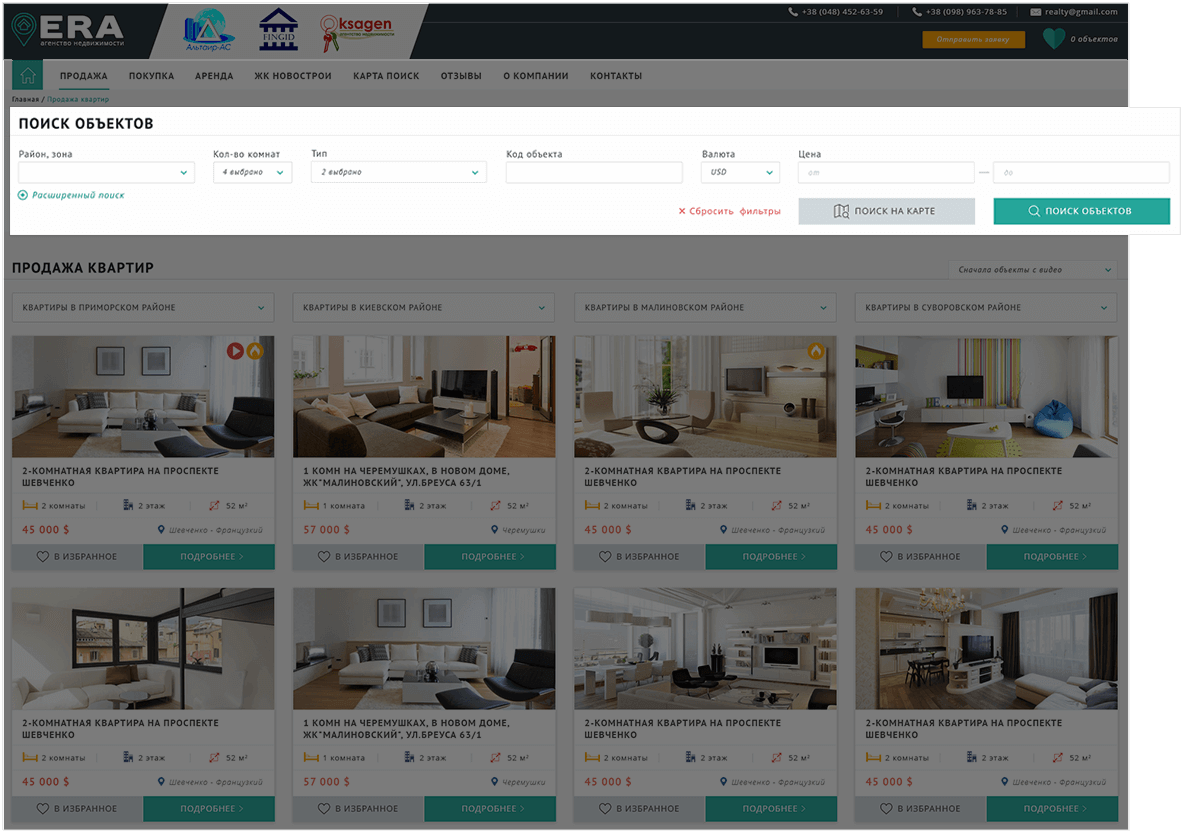 ERA
агенство недвижимости
Альтаир-АС
FINGID
ksagen
агентство недвижимости
+38 (048) 452-63-59
+38 (098) 963-78-85
realty@gmail.com
Отправить заявку
0 объектов
ПРОДАЖА ПОКУПКА АРЕНДА ЖК НОВОСТРОИ КАРТА ПОИСК ОТЗЫВЫ О КОМПАНИИ КОНТАКТЫ
Главная / Продажа квартир
ПОИСК ОБЪЕКТОВ
Район, зона Кол-во комнат Тип Код объекта Валюта Цена
4 выбрано 2 выбрано USD от — до
Расширенный поиск
× Сбросить фильтры ПОИСК НА КАРТЕ ПОИСК ОБЪЕКТОВ
ПРОДАЖА КВАРТИР
Сначала объекты с видео
КВАРТИРЫ В ПРИМОРСКОМ РАЙОНЕ КВАРТИРЫ В КИЕВСКОМ РАЙОНЕ КВАРТИРЫ В МАЛИНОВСКОМ РАЙОНЕ КВАРТИРЫ В СУВОРОВСКОМ РАЙОНЕ
2-КОМНАТНАЯ КВАРТИРА НА ПРОСПЕКТЕ
ШЕВЧЕНКО
2 комнаты 2 этаж 52 м²
45 000 $ Шевченко - Французкий
В ИЗБРАННОЕ ПОДРОБНЕЕ >
1 КОМН НА ЧЕРЕМУШКАХ, В НОВОМ ДОМЕ,
ЖК"МАЛИНОВСКИЙ", УЛ.БРЕУСА 63/1
1 комната 2 этаж 52 м²
57 000 $ Черемушки
В ИЗБРАННОЕ ПОДРОБНЕЕ >
2-КОМНАТНАЯ КВАРТИРА НА ПРОСПЕКТЕ
ШЕВЧЕНКО
2 комнаты 2 этаж 52 м²
45 000 $ Шевченко - Французкий
В ИЗБРАННОЕ ПОДРОБНЕЕ >
2-КОМНАТНАЯ КВАРТИРА НА ПРОСПЕКТЕ
ШЕВЧЕНКО
2 комнаты 2 этаж 52 м²
45 000 $ Шевченко - Французкий
В ИЗБРАННОЕ ПОДРОБНЕЕ >
2-КОМНАТНАЯ КВАРТИРА НА ПРОСПЕКТЕ
ШЕВЧЕНКО
2 комнаты 2 этаж 52 м²
45 000 $ Шевченко - Французкий
В ИЗБРАННОЕ ПОДРОБНЕЕ >
1 КОМН НА ЧЕРЕМУШКАХ, В НОВОМ ДОМЕ,
ЖК"МАЛИНОВСКИЙ", УЛ.БРЕУСА 63/1
1 комната 2 этаж 52 м²
57 000 $ Черемушки
В ИЗБРАННОЕ ПОДРОБНЕЕ >
2-КОМНАТНАЯ КВАРТИРА НА ПРОСПЕКТЕ
ШЕВЧЕНКО
2 комнаты 2 этаж 52 м²
45 000 $ Шевченко - Французкий
В ИЗБРАННОЕ ПОДРОБНЕЕ >
2-КОМНАТНАЯ КВАРТИРА НА ПРОСПЕКТЕ
ШЕВЧЕНКО
2 комнаты 2 этаж 52 м²
45 000 $ Шевченко - Французкий
В ИЗБРАННОЕ ПОДРОБНЕЕ >